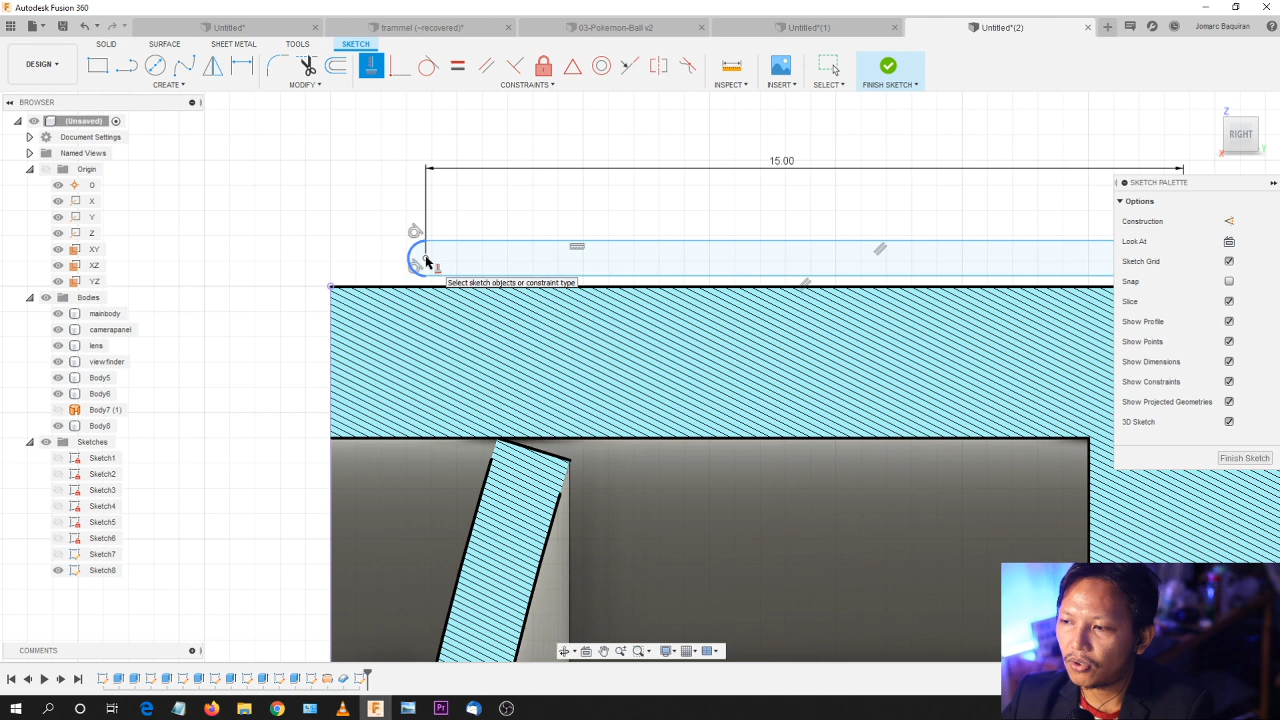 Autodesk Fusion 360
Untitled*
trammel (~recovered)*
03-Pokemon-Ball v2
Untitled*(1)
Untitled*(2)
Jomarc Baquiran
SOLID
SURFACE
SHEET METAL
TOOLS
SKETCH
DESIGN
CREATE
MODIFY
CONSTRAINTS
INSPECT
INSERT
SELECT
FINISH SKETCH
BROWSER
(Unsaved)
Document Settings
Named Views
Origin
O
X
Y
Z
XY
XZ
YZ
Bodies
mainbody
camerapanel
lens
viewfinder
Body5
Body6
Body7 (1)
Body8
Sketches
Sketch1
Sketch2
Sketch3
Sketch4
Sketch5
Sketch6
Sketch7
Sketch8
COMMENTS
15.00
Select sketch objects or constraint type
Z
RIGHT
X
Y
SKETCH PALETTE
Options
Construction
Look At
Sketch Grid
Snap
Slice
Show Profile
Show Points
Show Dimensions
Show Constraints
Show Projected Geometries
3D Sketch
Finish Sketch